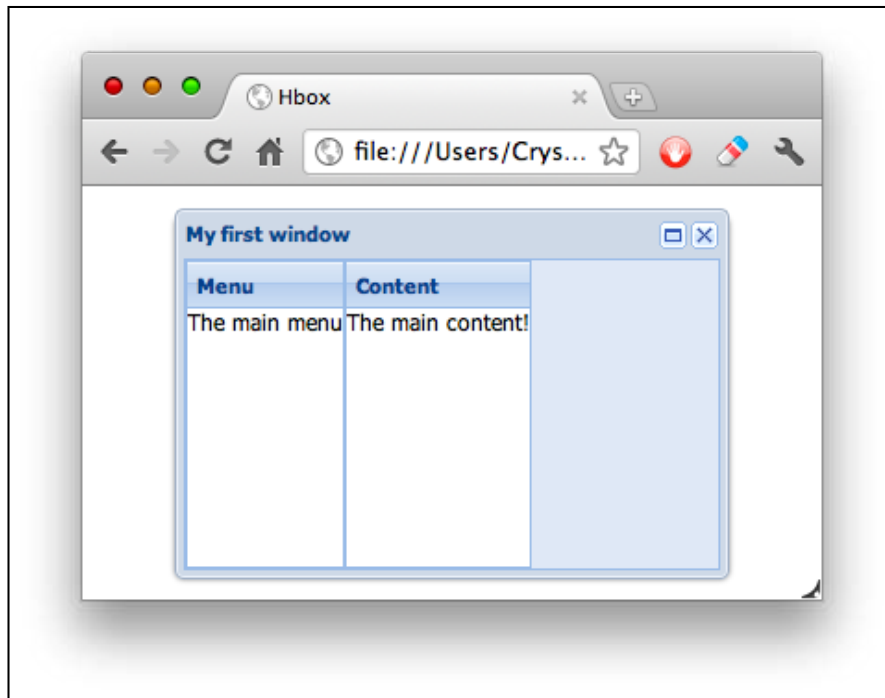 Hbox
file:///Users/Crys...
My first window
Menu Content
The main menu The main content!